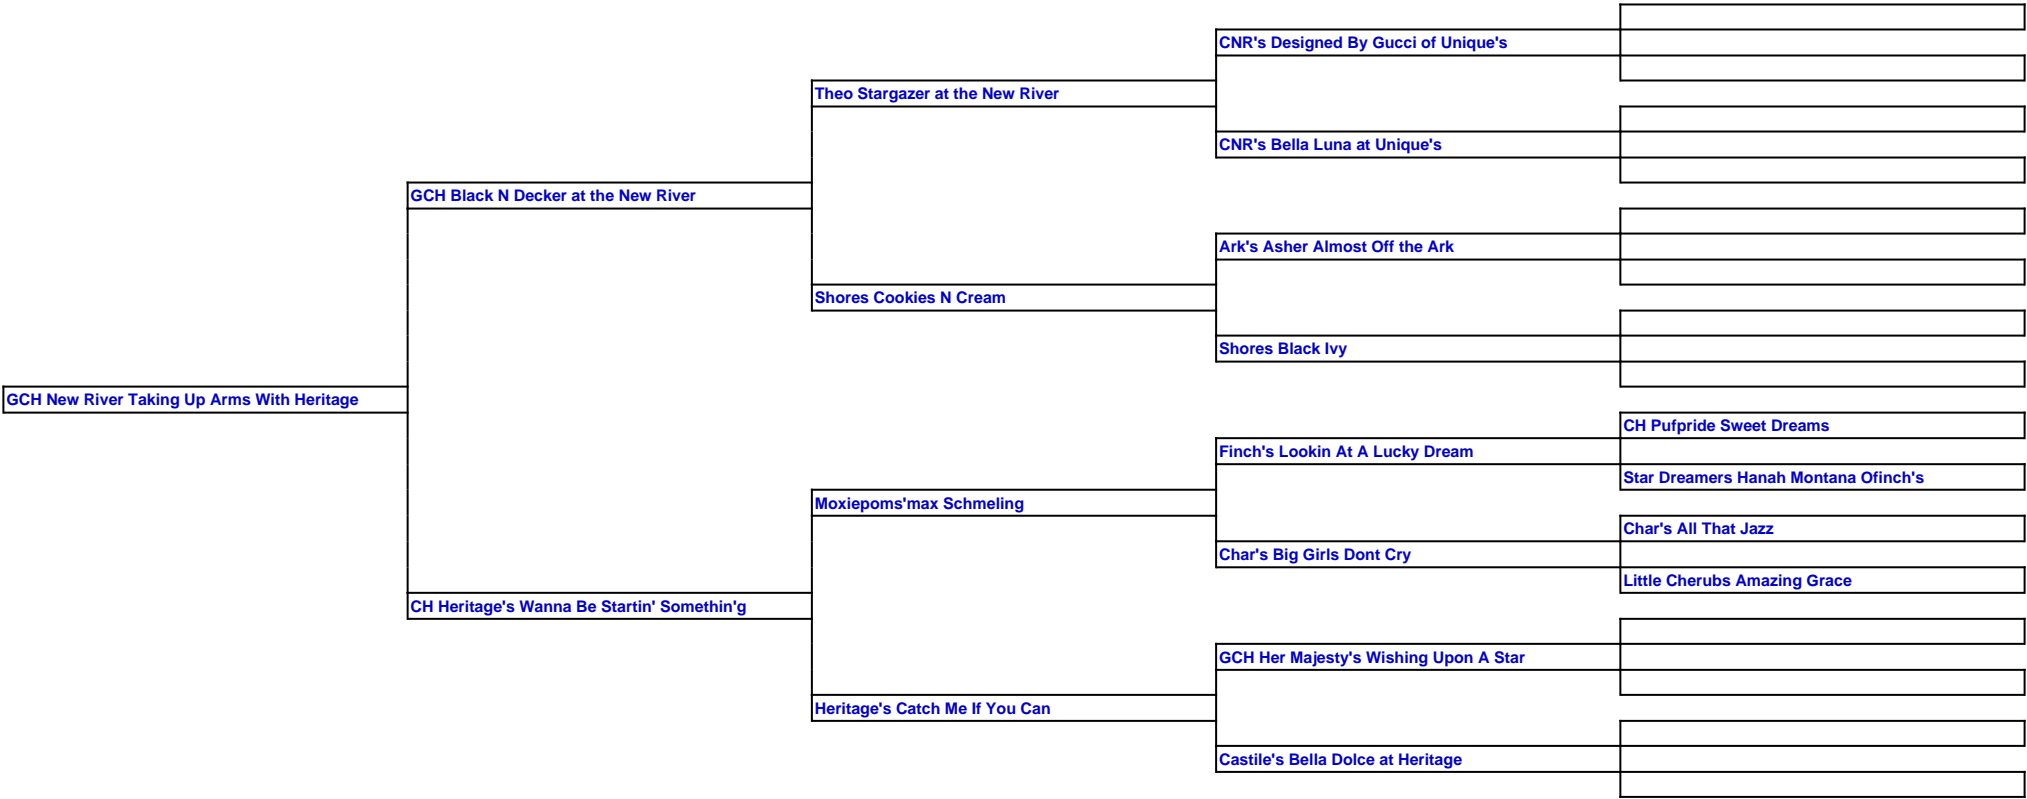 CNR's Designed By Gucci of Unique's
Theo Stargazer at the New River
CNR's Bella Luna at Unique's
GCH Black N Decker at the New River
Ark's Asher Almost Off the Ark
Shores Cookies N Cream
Shores Black Ivy
GCH New River Taking Up Arms With Heritage
CH Pufpride Sweet Dreams
Finch's Lookin At A Lucky Dream
Star Dreamers Hanah Montana Ofinch's
Moxiepoms'max Schmeling
Char's All That Jazz
Char's Big Girls Dont Cry
Little Cherubs Amazing Grace
CH Heritage's Wanna Be Startin' Somethin'g
GCH Her Majesty's Wishing Upon A Star
Heritage's Catch Me If You Can
Castile's Bella Dolce at Heritage